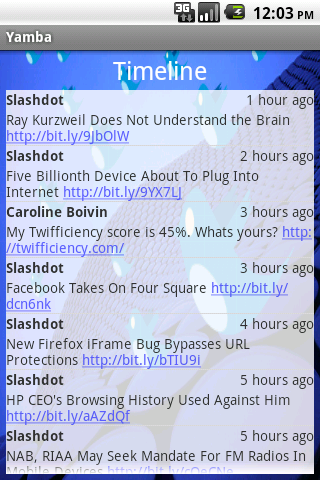 3G 12:03 PM
Yamba
Timeline
Slashdot 1 hour ago
Ray Kurzweil Does Not Understand the Brain
http://bit.ly/9JbOlW
Slashdot 2 hours ago
Five Billionth Device About To Plug Into
Internet http://bit.ly/9YX7LJ
Caroline Boivin 3 hours ago
My Twifficiency score is 45%. Whats yours? http:
//twifficiency.com/
Slashdot 3 hours ago
Facebook Takes On Four Square http://bit.ly/
dcn6nk
Slashdot 4 hours ago
New Firefox iFrame Bug Bypasses URL
Protections http://bit.ly/bTIU9i
Slashdot 5 hours ago
HP CEO's Browsing History Used Against Him
http://bit.ly/aAZdQf
Slashdot 5 hours ago
NAB, RIAA May Seek Mandate For FM Radios In
Mobile Devices